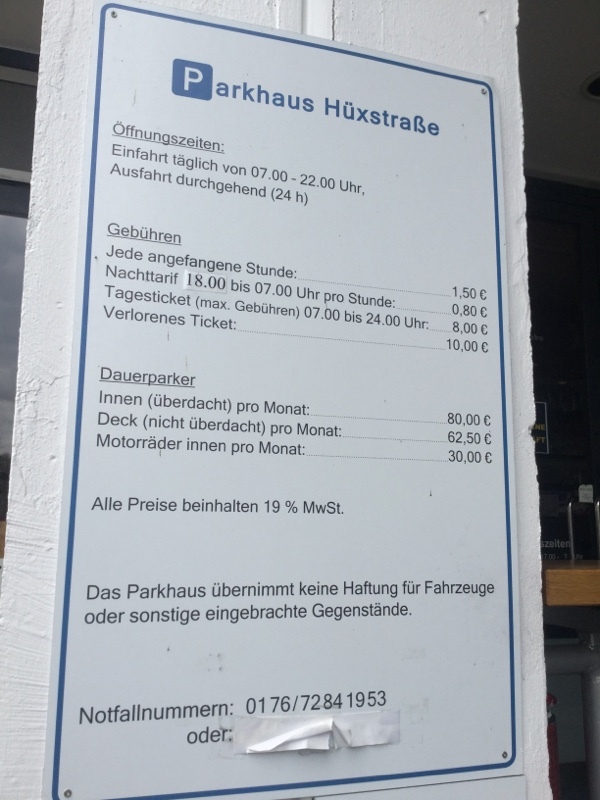 Parkhaus Hüxstraße
Öffnungszeiten:
Einfahrt täglich von 07.00 - 22.00 Uhr,
Ausfahrt durchgehend (24 h)
Gebühren
Jede angefangene Stunde: 1,50 €
Nachttarif 18.00 bis 07.00 Uhr pro Stunde: 0,80 €
Tagesticket (max. Gebühren) 07.00 bis 24.00 Uhr: 8,00 €
Verlorenes Ticket: 10,00 €
Dauerparker
Innen (überdacht) pro Monat: 80,00 €
Deck (nicht überdacht) pro Monat: 62,50 €
Motorräder innen pro Monat: 30,00 €
Alle Preise beinhalten 19 % MwSt.
Das Parkhaus übernimmt keine Haftung für Fahrzeuge
oder sonstige eingebrachte Gegenstände.
Notfallnummern: 0176/72841953
oder:
szeiten